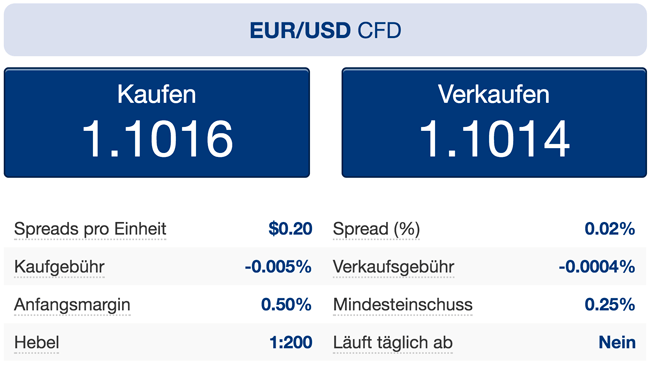 EUR/USD CFD
Kaufen Verkaufen
1.1016 1.1014
Spreads pro Einheit $0.20 Spread (%) 0.02%
Kaufgebühr -0.005% Verkaufsgebühr -0.0004%
Anfangsmargin 0.50% Mindesteinschuss 0.25%
Hebel 1:200 Läuft täglich ab Nein